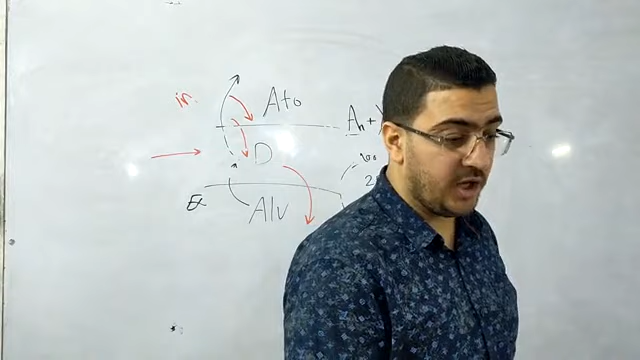 in.
Ato
An +
D
Ex
Alv